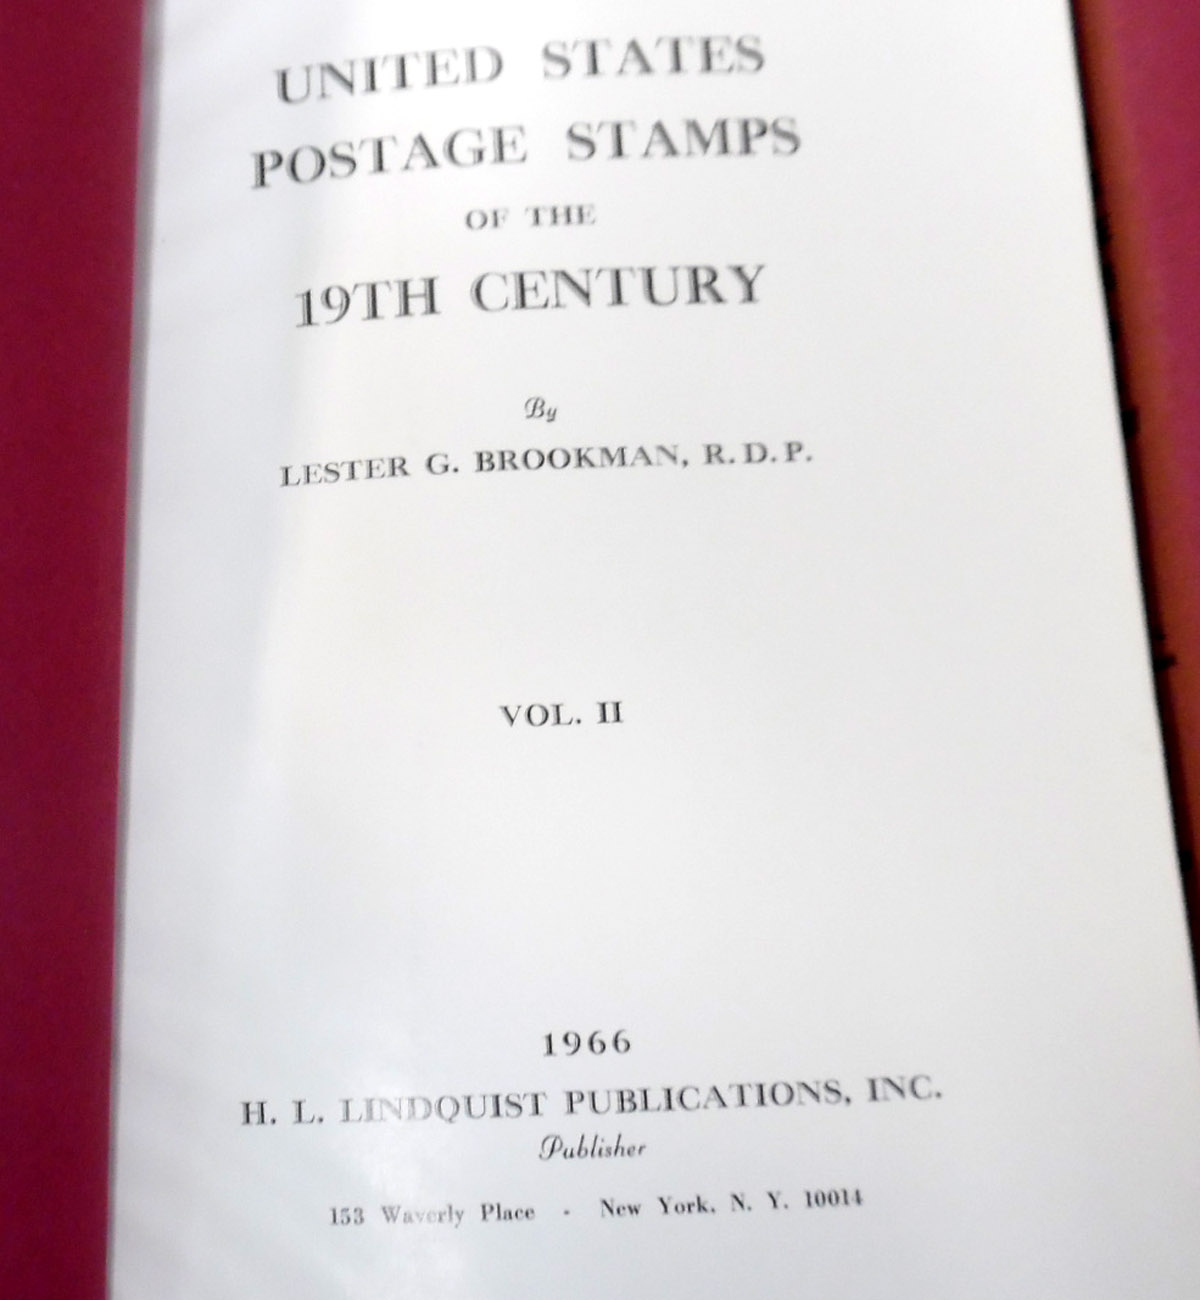 UNITED STATES
POSTAGE STAMPS
OF THE
19TH CENTURY
By
LESTER G. BROOKMAN, R.D.P.
VOL. II
1966
H. L. LINDQUIST PUBLICATIONS, INC.
Publisher
153 Waverly Place - New York, N. Y. 10014